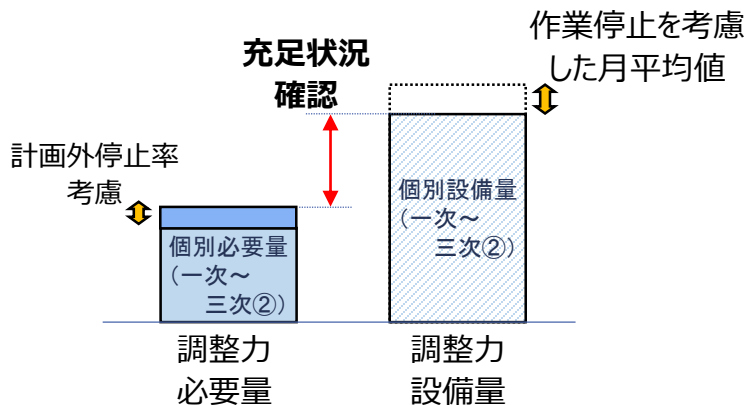 作業停止を考慮
した月平均値
充足状況
確認
計画外停止率
考慮
個別設備量
(一次～
三次②)
個別必要量
(一次～
三次②)
調整力
必要量
調整力
設備量